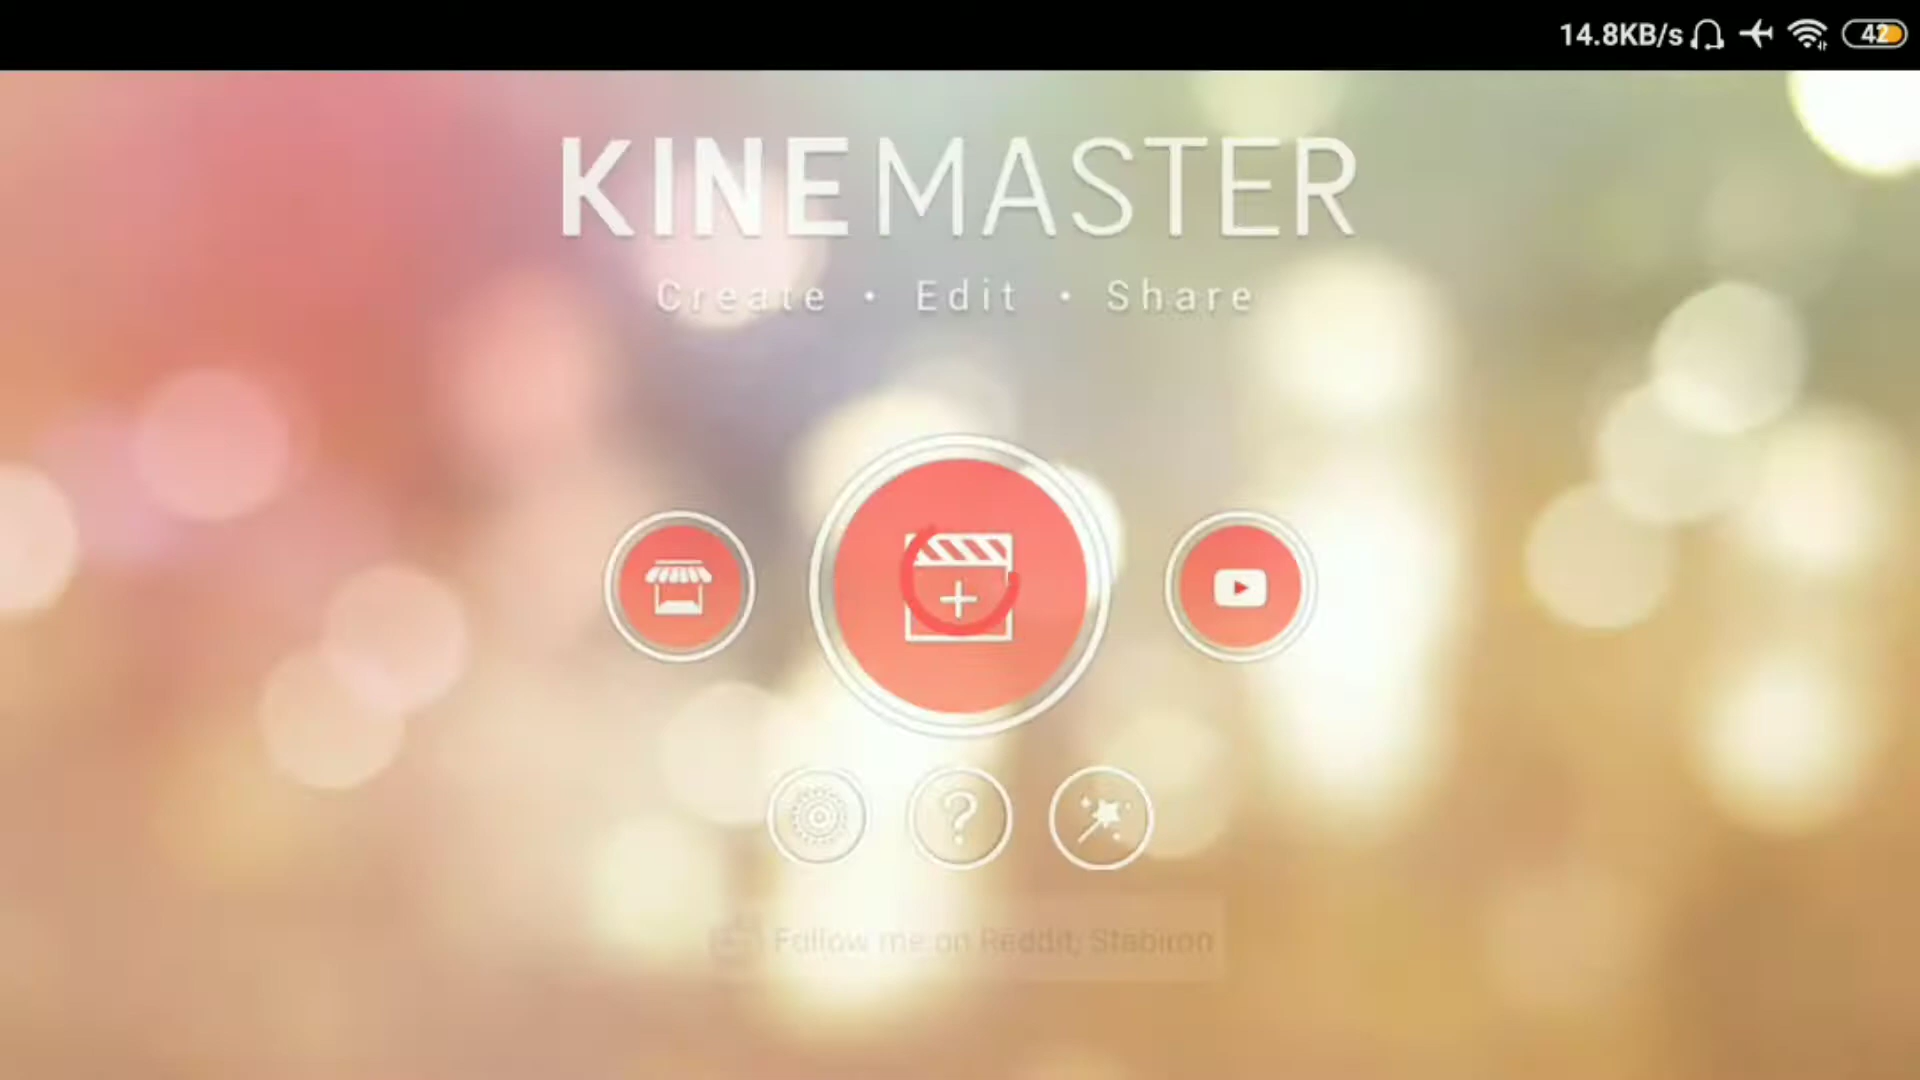 14.8KB/s 42
KINEMASTER
Create • Edit • Share
Follow me on Reddit; Stabiron